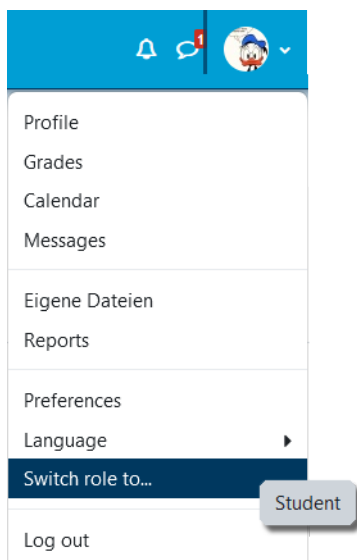 1
Profile
Grades
Calendar
Messages
Eigene Dateien
Reports
Preferences
Language
Switch role to...
Student
Log out